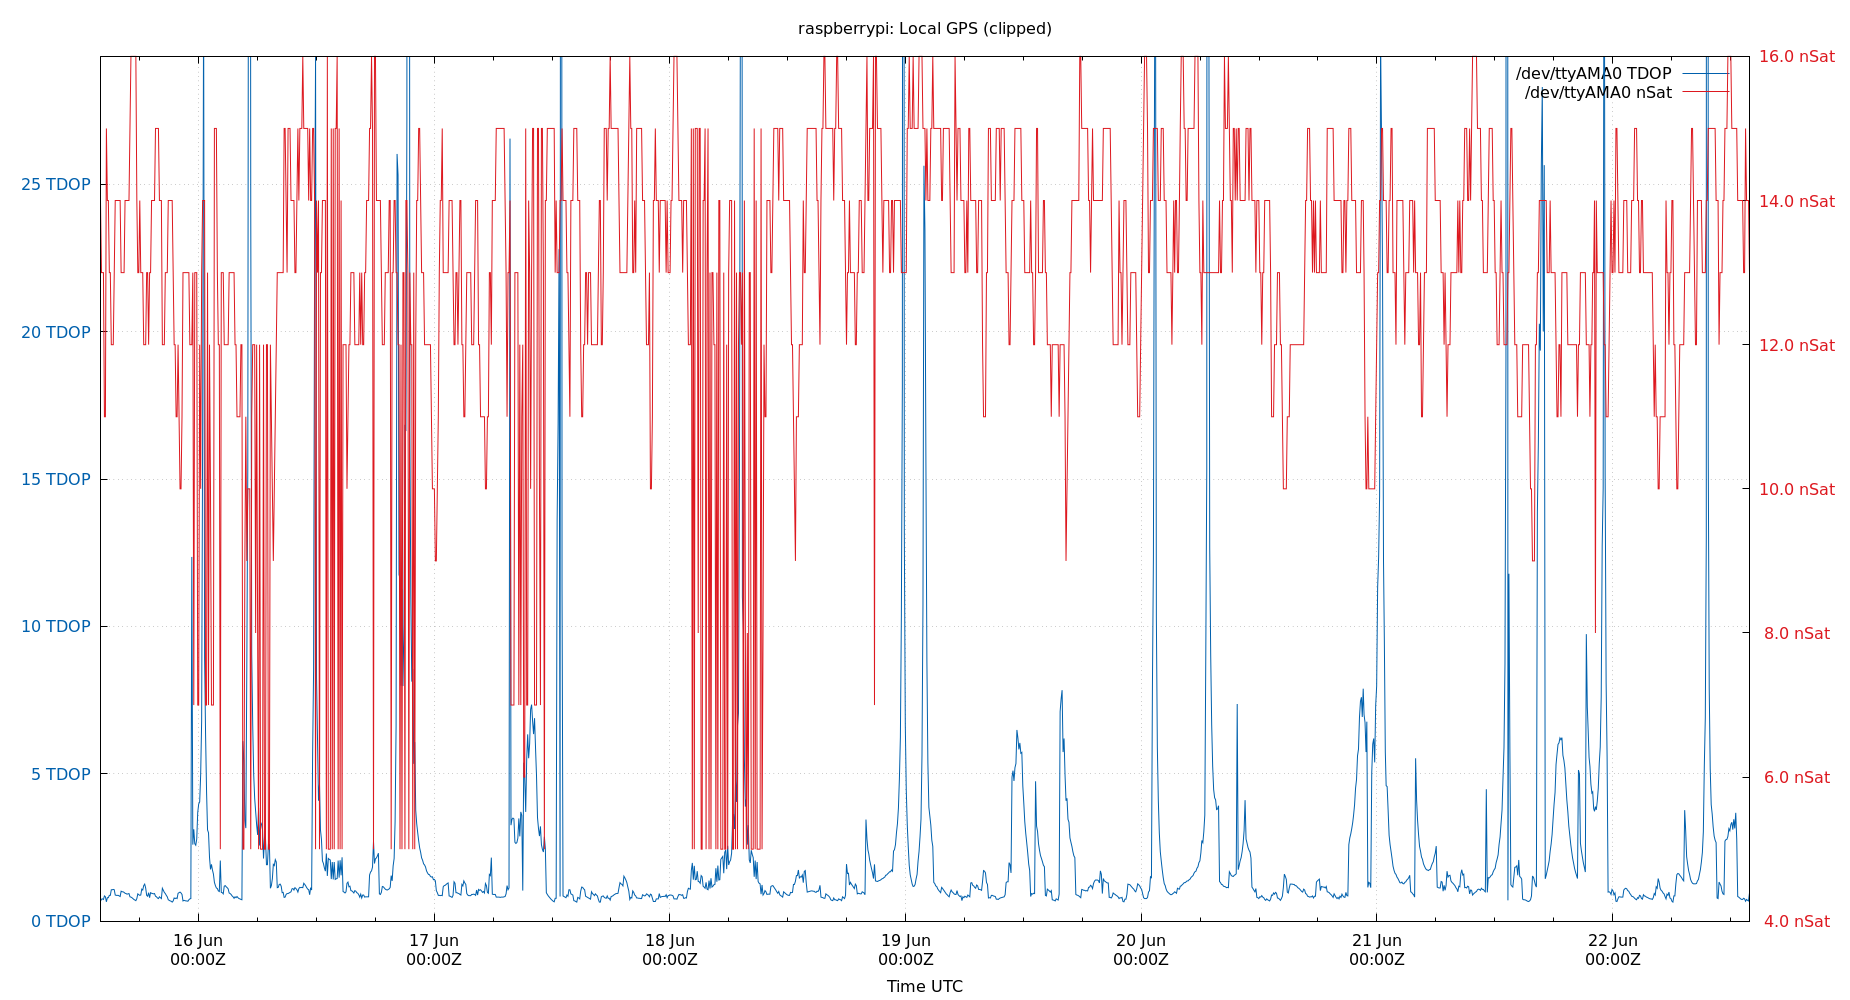 raspberrypi: Local GPS (clipped)
16.0 nSat
/dev/ttyAMA0 TDOP
/dev/ttyAMA0 nSat
25 TDOP
14.0 nSat
20 TDOP
12.0 nSat
15 TDOP
10.0 nSat
10 TDOP
8.0 nSat
5 TDOP
6.0 nSat
0 TDOP
4.0 nSat
16 Jun 17 Jun 18 Jun 19 Jun 20 Jun 21 Jun 22 Jun
00:00Z 00:00Z 00:00Z 00:00Z 00:00Z 00:00Z 00:00Z
Time UTC